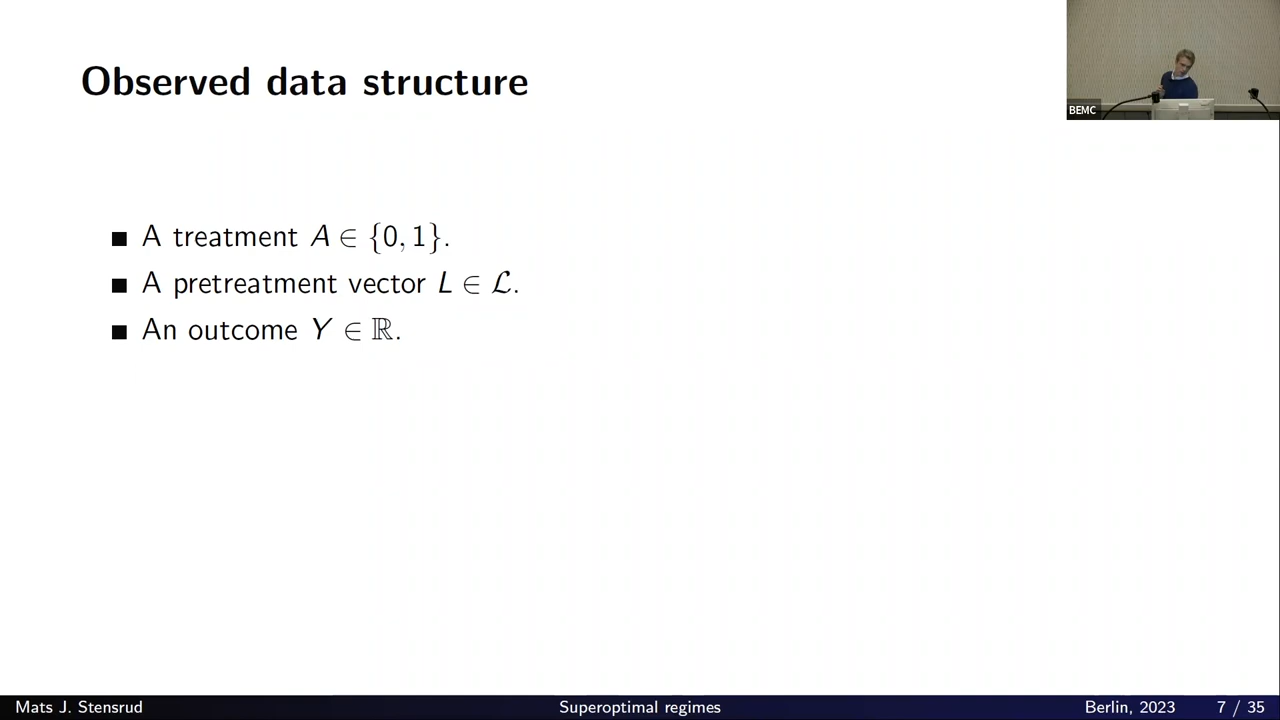 Observed data structure
BEMC
■ A treatment A ∈ {0, 1}.
■ A pretreatment vector L ∈ ℒ.
■ An outcome Y ∈ ℝ.
Mats J. Stensrud Superoptimal regimes Berlin, 2023 7 / 35